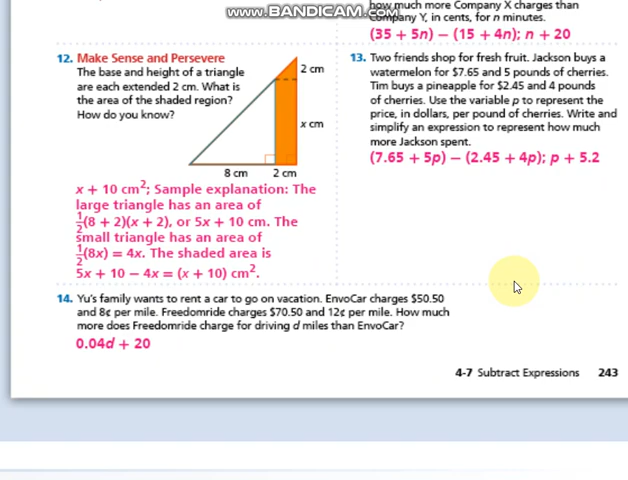 www.BANDICAM.com
how much more Company X charges than
Company Y, in cents, for n minutes.
(35 + 5n) − (15 + 4n); n + 20
12. Make Sense and Persevere
The base and height of a triangle
are each extended 2 cm. What is
the area of the shaded region?
How do you know?
2 cm
x cm
8 cm 2 cm
x + 10 cm²; Sample explanation: The
large triangle has an area of
1/2(8 + 2)(x + 2), or 5x + 10 cm. The
small triangle has an area of
1/2(8x) = 4x. The shaded area is
5x + 10 − 4x = (x + 10) cm².
13. Two friends shop for fresh fruit. Jackson buys a
watermelon for $7.65 and 5 pounds of cherries.
Tim buys a pineapple for $2.45 and 4 pounds
of cherries. Use the variable p to represent the
price, in dollars, per pound of cherries. Write and
simplify an expression to represent how much
more Jackson spent.
(7.65 + 5p) − (2.45 + 4p); p + 5.2
14. Yu's family wants to rent a car to go on vacation. EnvoCar charges $50.50
and 8¢ per mile. Freedomride charges $70.50 and 12¢ per mile. How much
more does Freedomride charge for driving d miles than EnvoCar?
0.04d + 20
4-7 Subtract Expressions 243